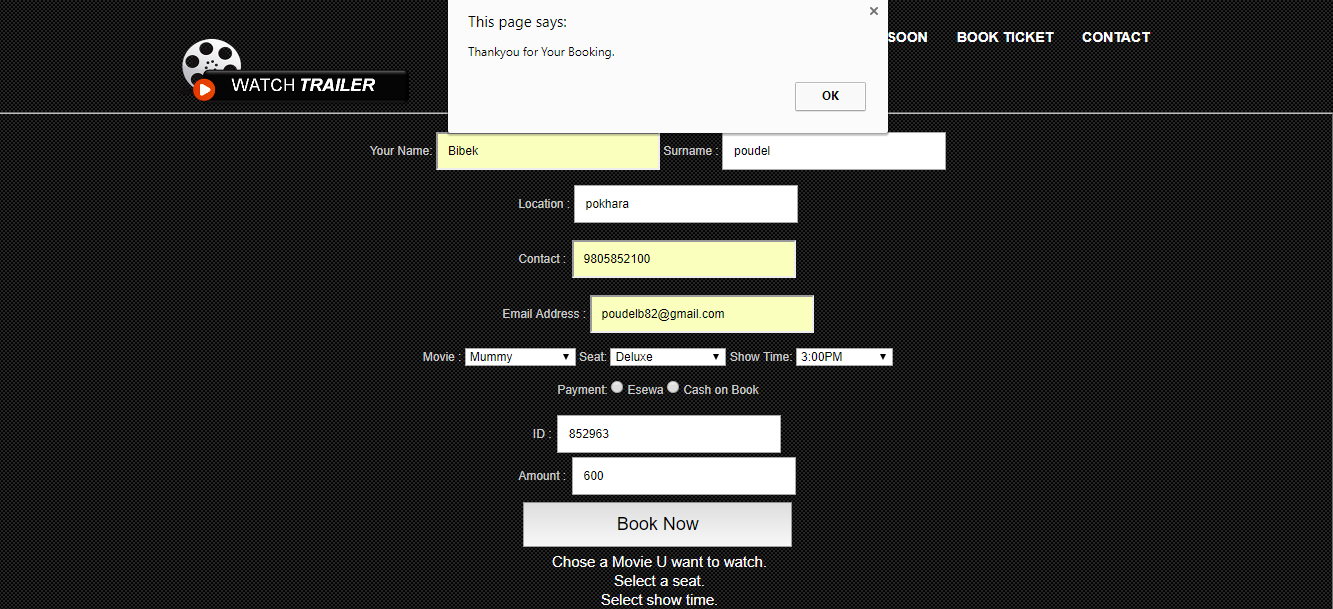 This page says:
Thankyou for Your Booking.
OK
SOON BOOK TICKET CONTACT
WATCH TRAILER
Your Name: Bibek Surname : poudel
Location : pokhara
Contact : 9805852100
Email Address : poudelb82@gmail.com
Movie : Mummy Seat: Deluxe Show Time: 3:00PM
Payment: Esewa Cash on Book
ID : 852963
Amount : 600
Book Now
Chose a Movie U want to watch.
Select a seat.
Select show time.